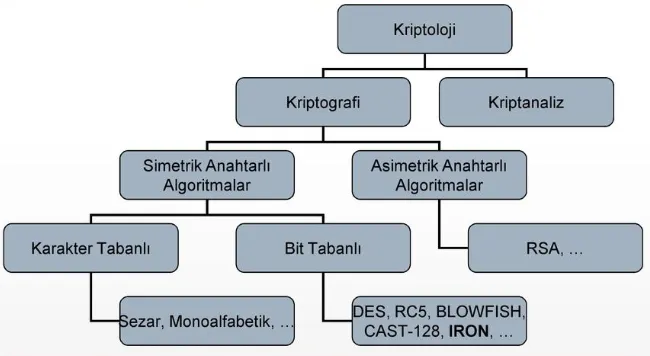 Kriptoloji
Kriptografi
Kriptanaliz
Simetrik Anahtarlı
Algoritmalar
Asimetrik Anahtarlı
Algoritmalar
Karakter Tabanlı
Bit Tabanlı
RSA, ...
Sezar, Monoalfabetik, ...
DES, RC5, BLOWFISH,
CAST-128, IRON, ...